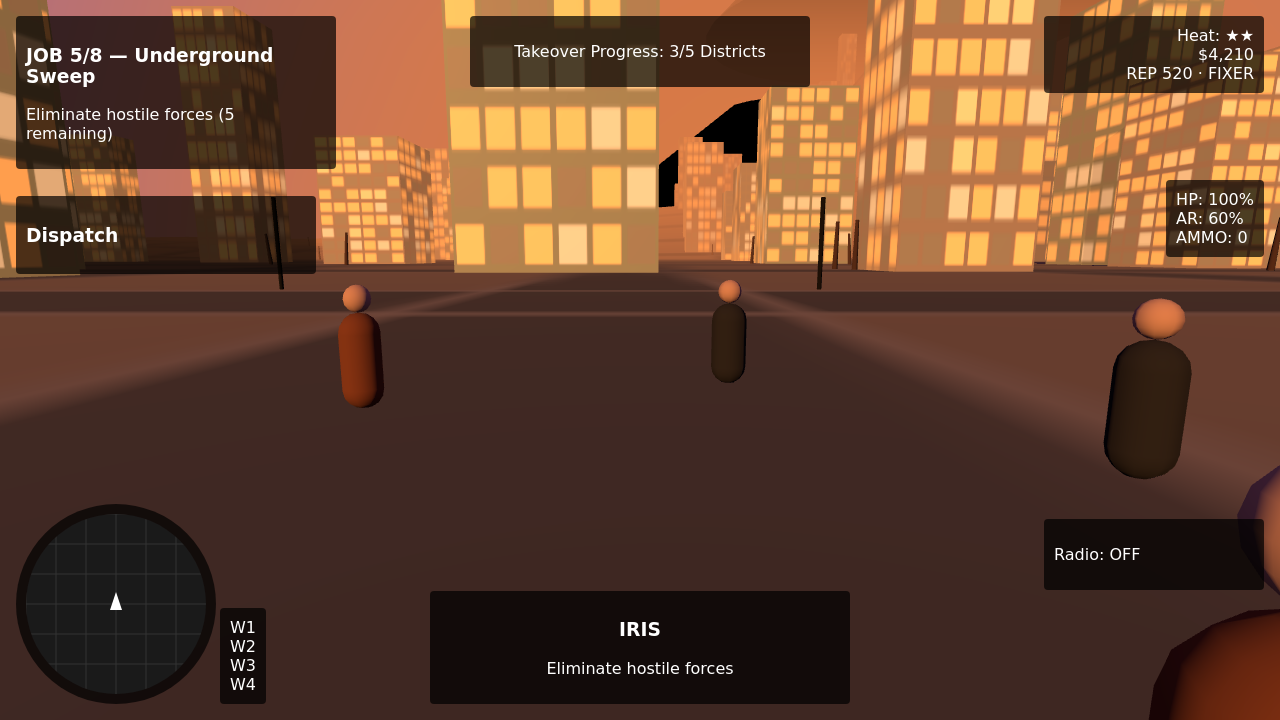 JOB 5/8 — Underground
Sweep
Eliminate hostile forces (5
remaining)
Takeover Progress: 3/5 Districts
Heat: ★★
$4,210
REP 520 · FIXER
HP: 100%
AR: 60%
AMMO: 0
Dispatch
Radio: OFF
W1
W2
W3
W4
IRIS
Eliminate hostile forces